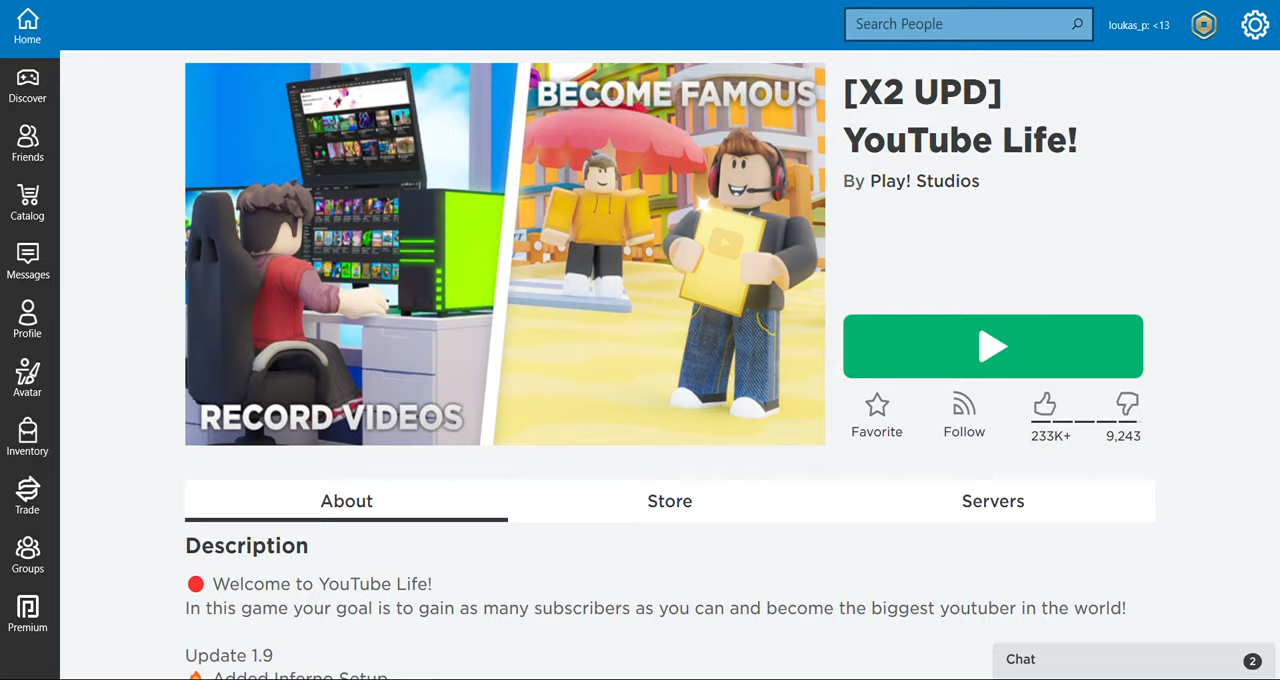 Home
Search People
loukas_p: <13
Discover
Friends
Catalog
Messages
Profile
Avatar
Inventory
Trade
Groups
Premium
RECORD VIDEOS
BECOME FAMOUS
[X2 UPD]
YouTube Life!
By Play! Studios
Favorite
Follow
233K+
9,243
About
Store
Servers
Description
🔴 Welcome to YouTube Life!
In this game your goal is to gain as many subscribers as you can and become the biggest youtuber in the world!
Update 1.9
🔥 Added Inferno Setup
Chat
2